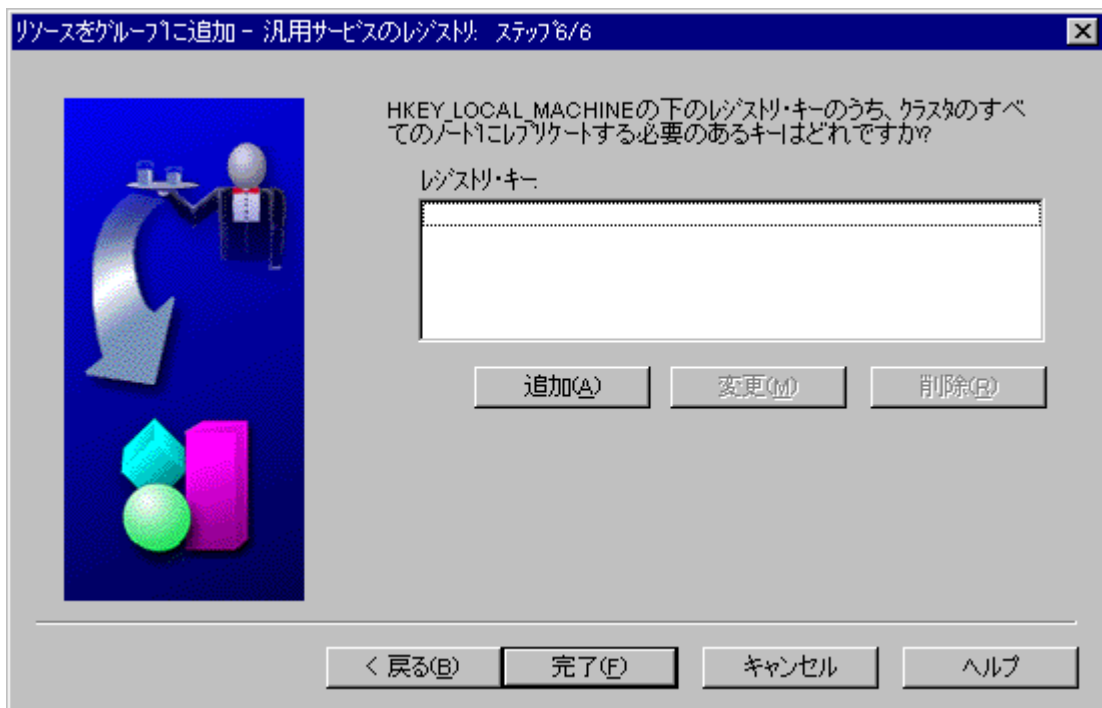 リソースをグループに追加 - 汎用サービスのレジストリ: ステップ6/6
HKEY_LOCAL_MACHINEの下のレジストリ・キーのうち、クラスタのすべ
てのノードにレプリケートする必要のあるキーはどれですか?
レジストリ・キー:
追加(A)
変更(M)
削除(R)
< 戻る(B)
完了(F)
キャンセル
ヘルプ